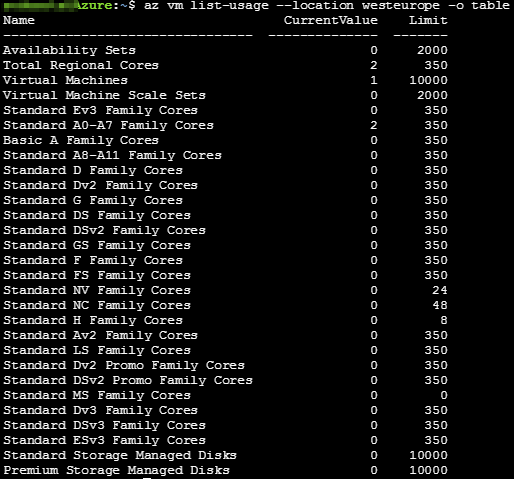 Azure:~$ az vm list-usage --location westeurope -o table
Name CurrentValue Limit
-------------------------------- -------------- -------
Availability Sets 0 2000
Total Regional Cores 2 350
Virtual Machines 1 10000
Virtual Machine Scale Sets 0 2000
Standard Ev3 Family Cores 0 350
Standard A0-A7 Family Cores 2 350
Basic A Family Cores 0 350
Standard A8-A11 Family Cores 0 350
Standard D Family Cores 0 350
Standard Dv2 Family Cores 0 350
Standard G Family Cores 0 350
Standard DS Family Cores 0 350
Standard DSv2 Family Cores 0 350
Standard GS Family Cores 0 350
Standard F Family Cores 0 350
Standard FS Family Cores 0 350
Standard NV Family Cores 0 24
Standard NC Family Cores 0 48
Standard H Family Cores 0 8
Standard Av2 Family Cores 0 350
Standard LS Family Cores 0 350
Standard Dv2 Promo Family Cores 0 350
Standard DSv2 Promo Family Cores 0 350
Standard MS Family Cores 0 0
Standard Dv3 Family Cores 0 350
Standard DSv3 Family Cores 0 350
Standard ESv3 Family Cores 0 350
Standard Storage Managed Disks 0 10000
Premium Storage Managed Disks 0 10000